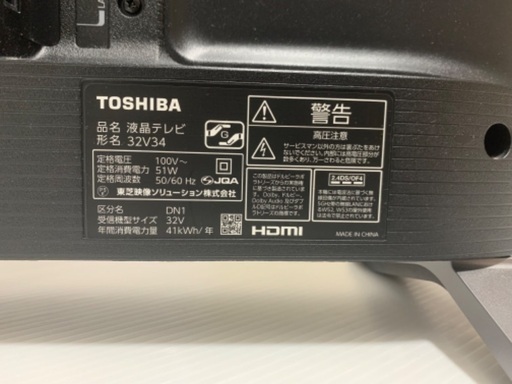 TOSHIBA
品名 液晶テレビ
形名 32V34
定格電圧 100V～
定格消費電力 51W
定格周波数 50/60 Hz
JQA
東芝映像ソリューション株式会社
区分名 DN1
受信機型サイズ 32V
年間消費電力量 41kWh/年
警告
高圧注意
サービスマン以外の方は裏ぶたをあけ
ないでください。内部には高電圧部分が
数多くあり、万一さわると危険です。
2.4DS/OF4
HDMI
MADE IN CHINA